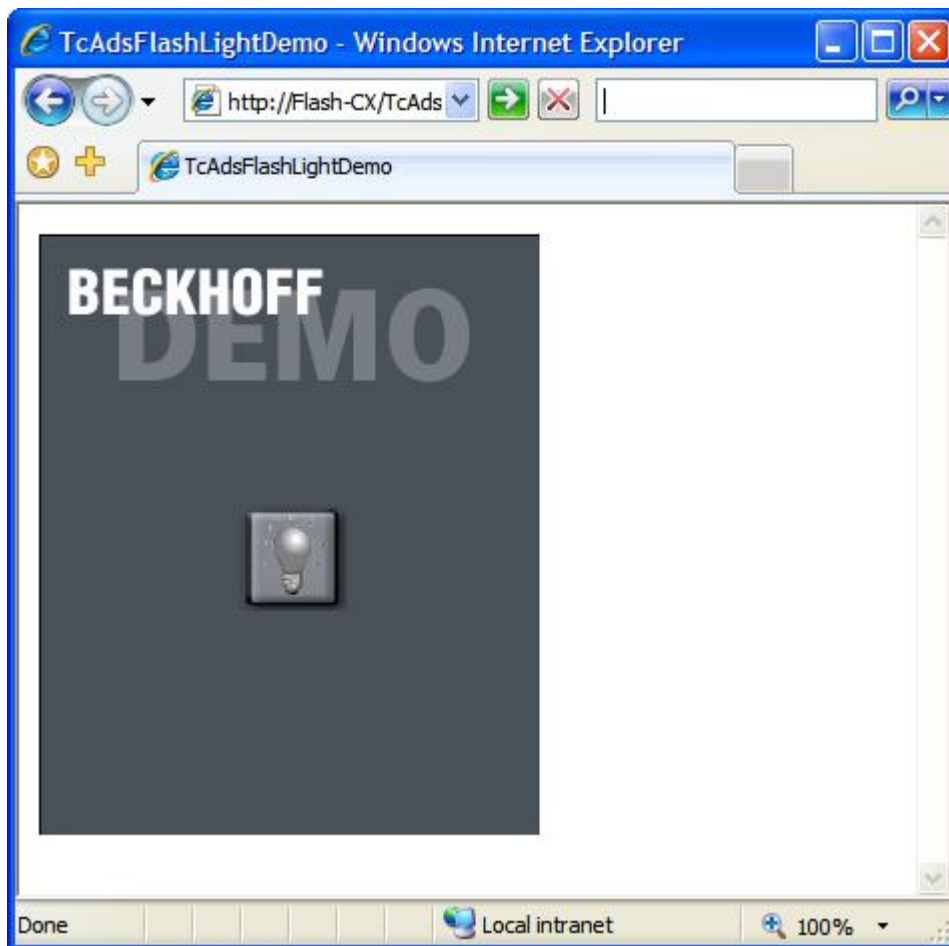 TcAdsFlashLightDemo - Windows Internet Explorer
http://Flash-CX/TcAds
TcAdsFlashLightDemo
BECKHOFF
DEMO
Done Local intranet 100%